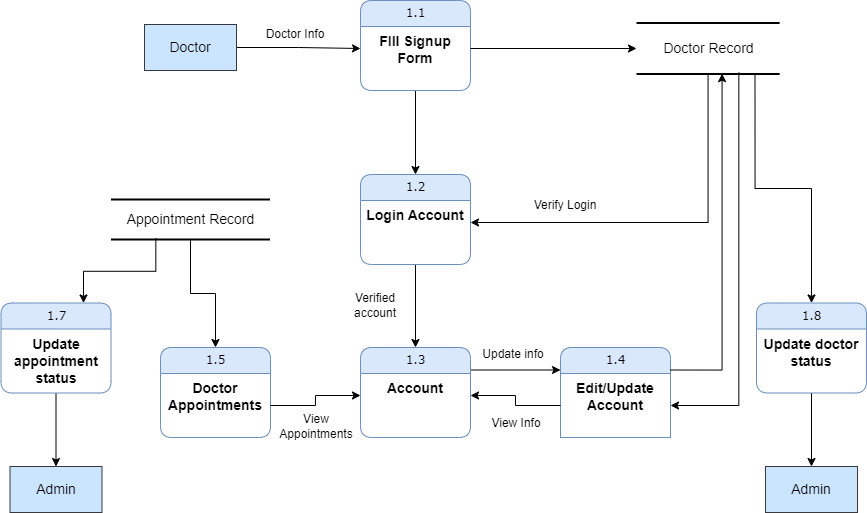 1.1
Doctor
Doctor Info
FIll Signup
Form
Doctor Record
1.2
Login Account
Verify Login
Appointment Record
Verified
account
1.7
Update
appointment
status
1.5
Doctor
Appointments
View
Appointments
1.3
Account
Update info
View Info
1.4
Edit/Update
Account
1.8
Update doctor
status
Admin
Admin